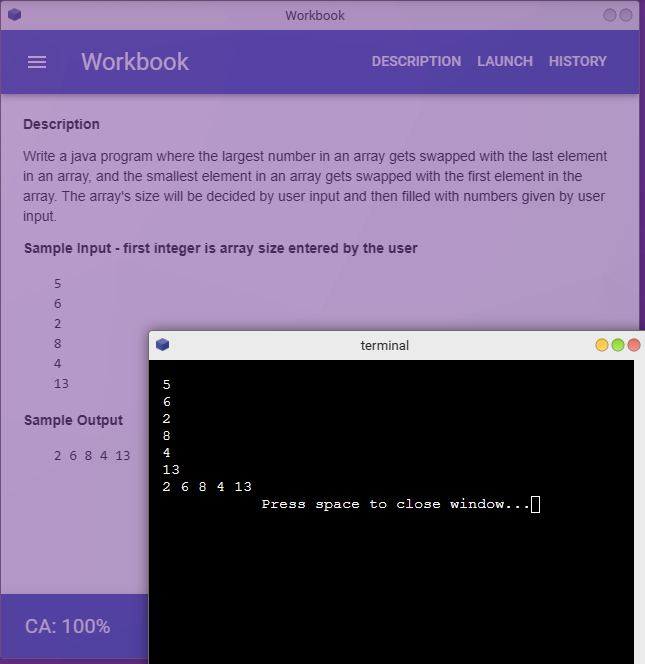 Workbook
Workbook DESCRIPTION LAUNCH HISTORY
Description
Write a java program where the largest number in an array gets swapped with the last element
in an array, and the smallest element in an array gets swapped with the first element in the
array. The array's size will be decided by user input and then filled with numbers given by user
input.
Sample Input - first integer is array size entered by the user
5
6
2
8
4
13
Sample Output
2 6 8 4 13
CA: 100%
terminal
5
6
2
8
4
13
2 6 8 4 13
Press space to close window...